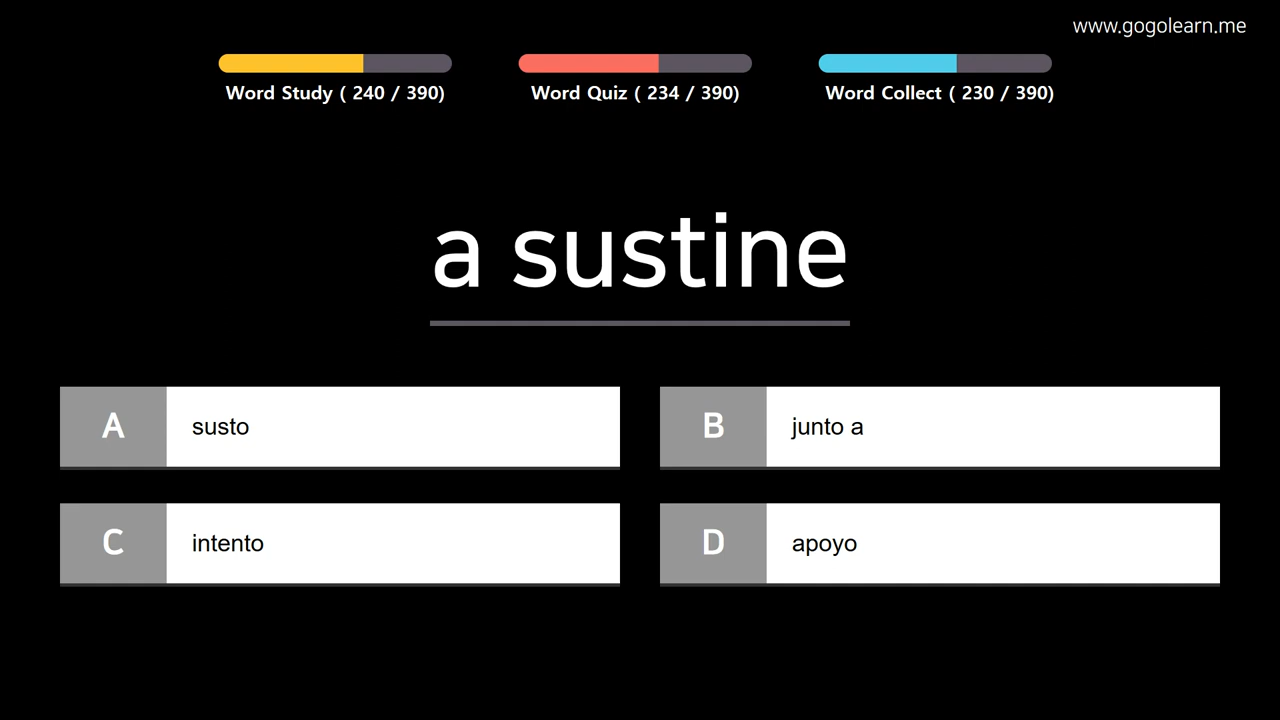 www.gogolearn.me
Word Study ( 240 / 390)
Word Quiz ( 234 / 390)
Word Collect ( 230 / 390)
a sustine
A susto
B junto a
C intento
D apoyo